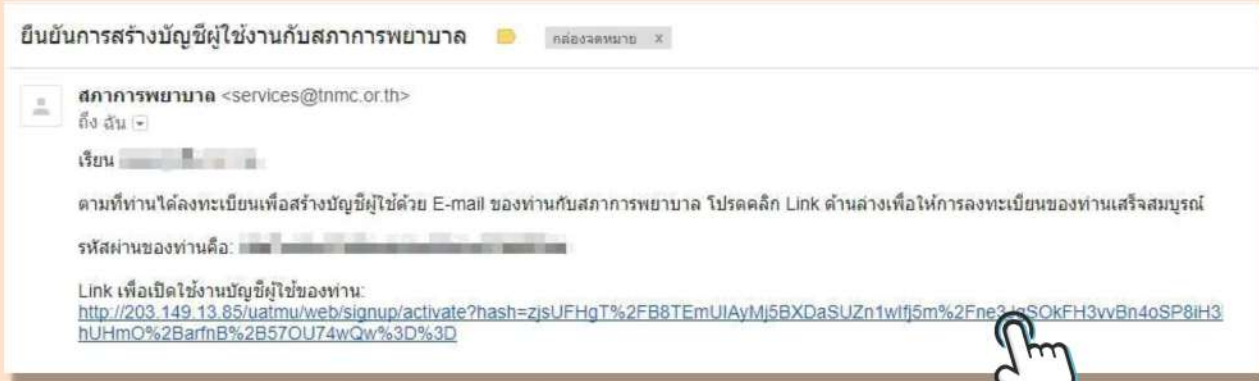 ยืนยันการสร้างบัญชีผู้ใช้งานกับสภาการพยาบาล กล่องจดหมาย X
สภาการพยาบาล <services@tnmc.or.th>
ถึง ฉัน
เรียน
ตามที่ท่านได้ลงทะเบียนเพื่อสร้างบัญชีผู้ใช้ด้วย E-mail ของท่านกับสภาการพยาบาล โปรดคลิก Link ด้านล่างเพื่อให้การลงทะเบียนของท่านเสร็จสมบูรณ์
รหัสผ่านของท่านคือ:
Link เพื่อเปิดใช้งานบัญชีผู้ใช้ของท่าน:
http://203.149.13.85/uatmu/web/signup/activate?hash=zjsUFHgT%2FB8TEmUIAyMj5BXDaSUZn1wIfj5m%2Fne3
hUHmO%2BarfnB%2B57OU74wQw%3D%3D